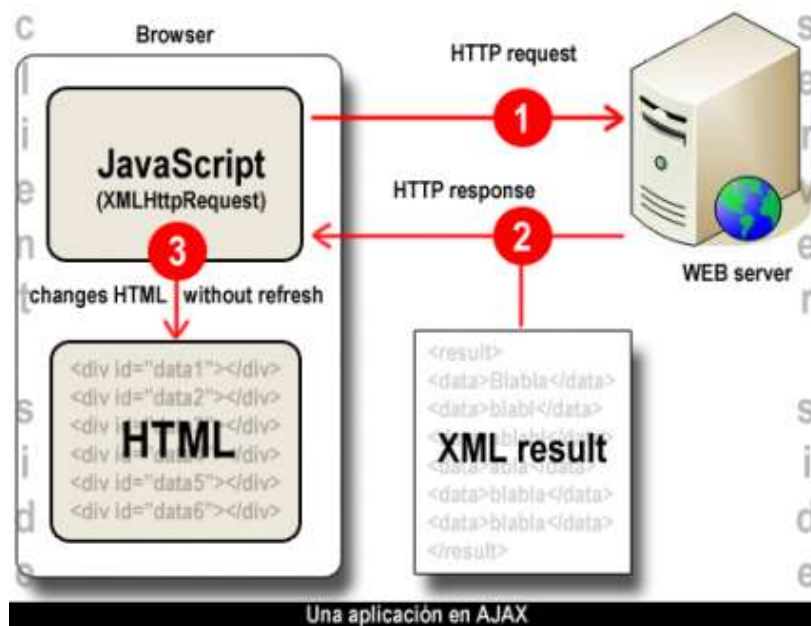 Browser
HTTP request
1
JavaScript
(XMLHttpRequest)
HTTP response
2
3
WEB server
changes HTML without refresh
<div id="data1"></div>
<div id="data2"></div>
<div id="data5"></div>
<div id="data6"></div>
HTML
<result>
<data>Blabla</data>
<data>blabl</data>
<data>blabla</data>
<data>blabla</data>
</result>
XML result
client side
server side
Una aplicación en AJAX